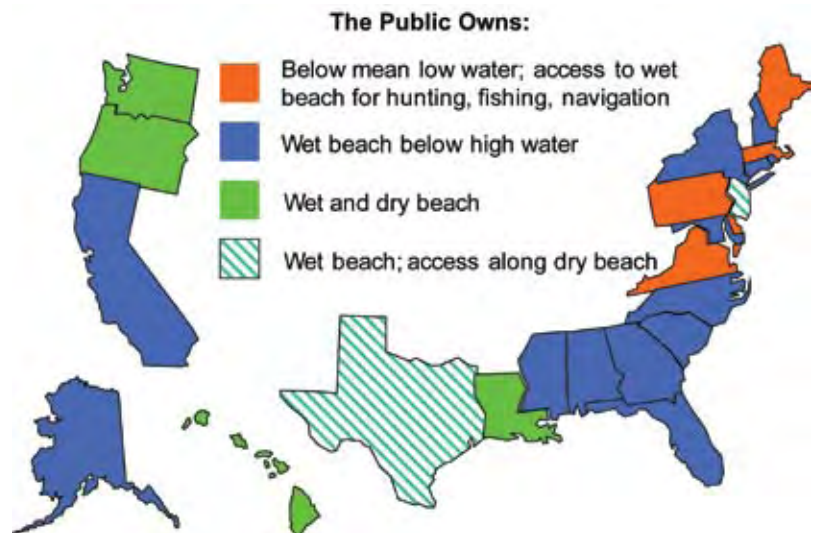 The Public Owns:
Below mean low water; access to wet
beach for hunting, fishing, navigation
Wet beach below high water
Wet and dry beach
Wet beach; access along dry beach